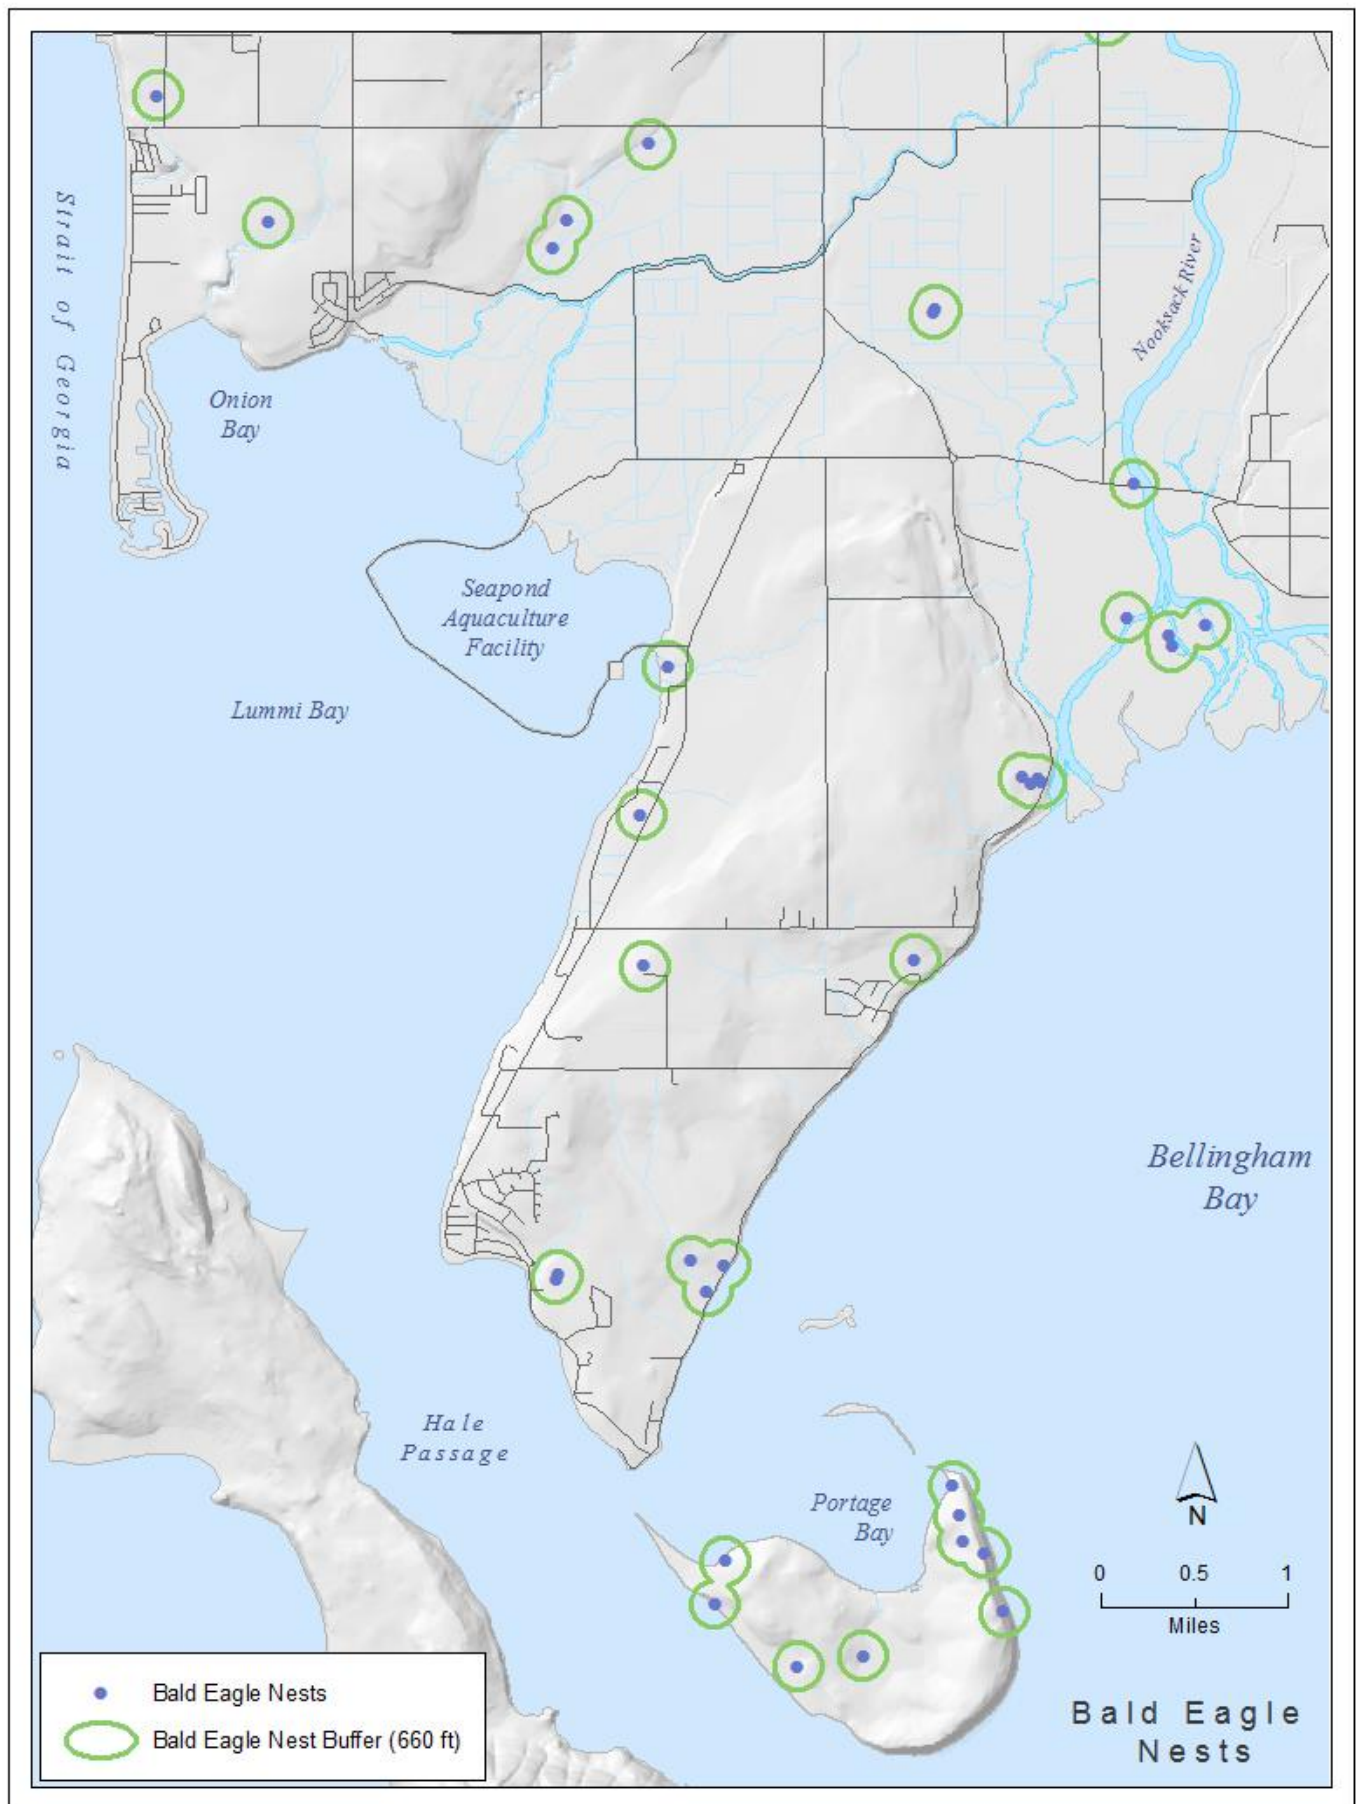 Strait of Georgia
Nooksack River
Onion
Bay
Seapond
Aquaculture
Facility
Lummi Bay
Bellingham
Bay
Hale
Passage
Portage
Bay
N
0 0.5 1
Miles
Bald Eagle Nests
Bald Eagle Nest Buffer (660 ft)
Bald Eagle
Nests